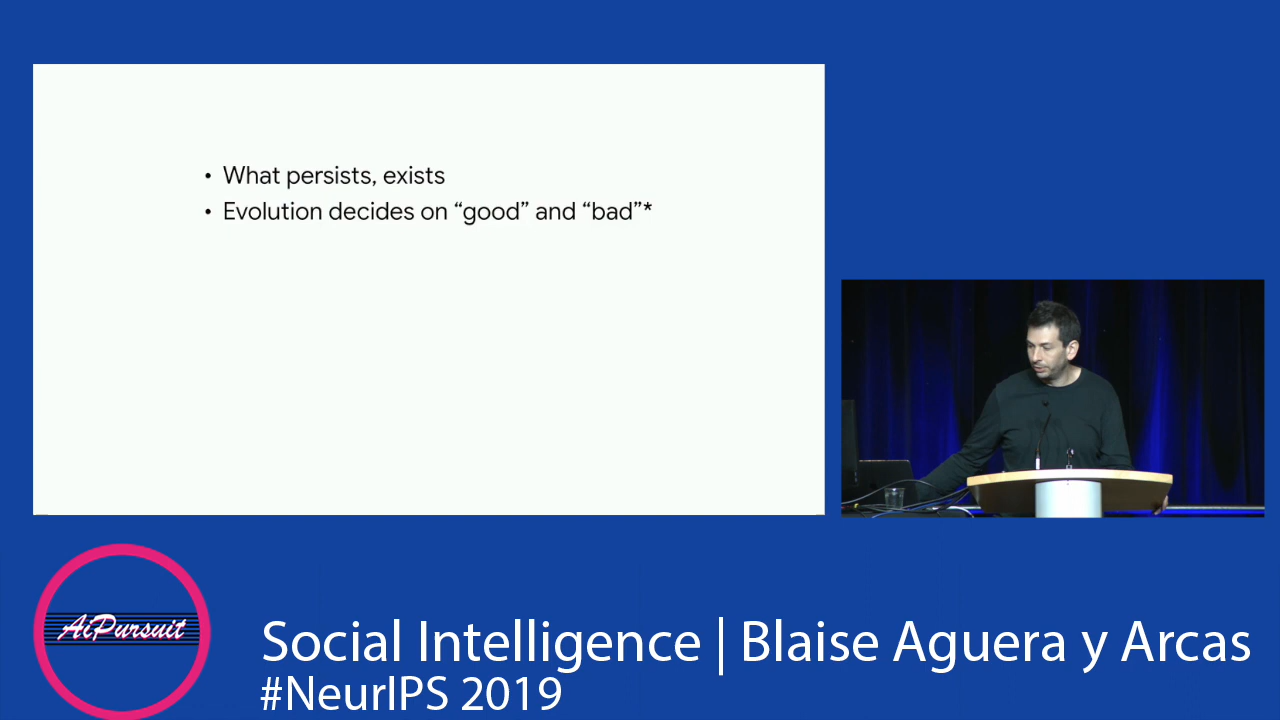 • What persists, exists
• Evolution decides on “good” and “bad”*
AiPursuit
Social Intelligence | Blaise Aguera y Arcas
#NeurIPS 2019